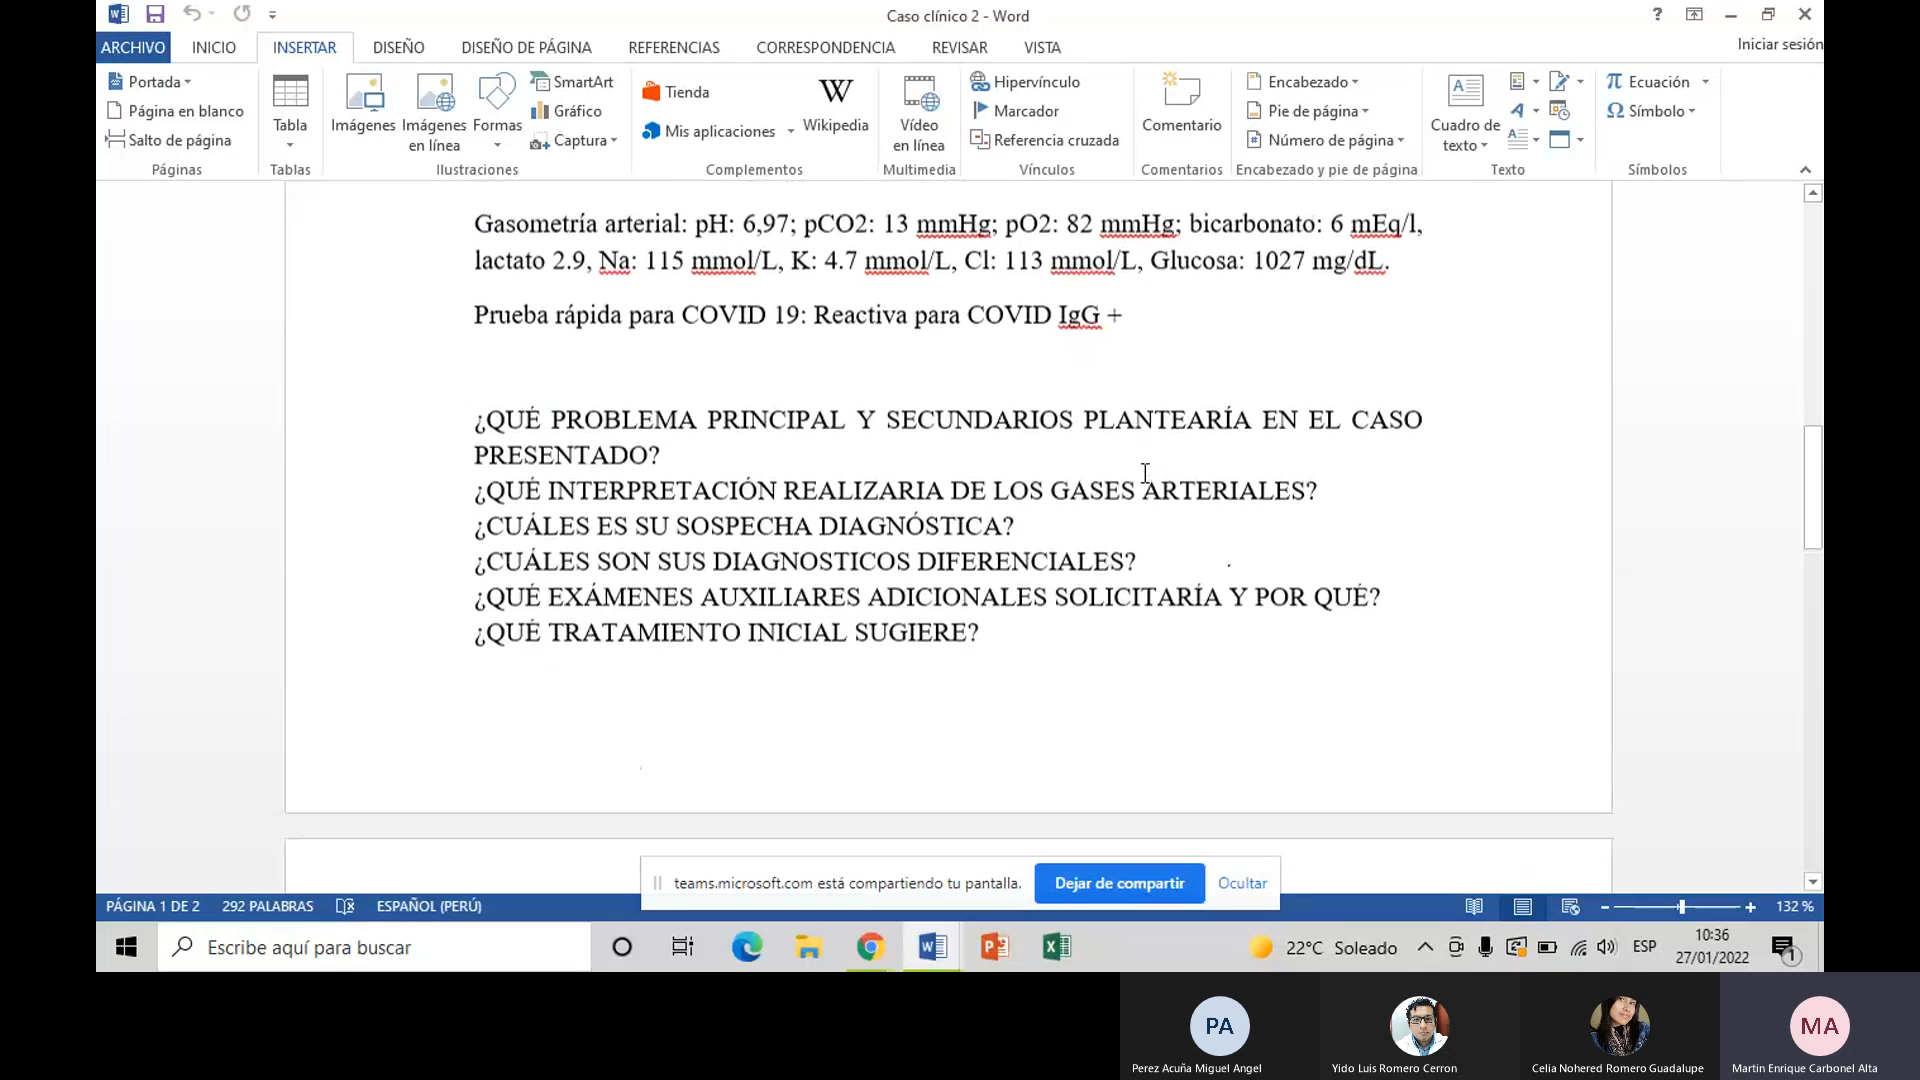 Caso clínico 2 - Word
?
Iniciar sesión
ARCHIVO INICIO INSERTAR DISEÑO DISEÑO DE PÁGINA REFERENCIAS CORRESPONDENCIA REVISAR VISTA
Portada
Página en blanco
Salto de página
Páginas
Tabla
Tablas
Imágenes
Imágenes
en línea
Formas
SmartArt
Gráfico
Captura
Ilustraciones
Tienda
Mis aplicaciones
W
Wikipedia
Complementos
Vídeo
en línea
Multimedia
Hipervínculo
Marcador
Referencia cruzada
Vínculos
Comentario
Comentarios
Encabezado
Pie de página
Número de página
Encabezado y pie de página
Cuadro de
texto
Texto
π Ecuación
Ω Símbolo
Símbolos
Gasometría arterial: pH: 6,97; pCO2: 13 mmHg; pO2: 82 mmHg; bicarbonato: 6 mEq/l,
lactato 2.9, Na: 115 mmol/L, K: 4.7 mmol/L, Cl: 113 mmol/L, Glucosa: 1027 mg/dL.
Prueba rápida para COVID 19: Reactiva para COVID IgG +
¿QUÉ PROBLEMA PRINCIPAL Y SECUNDARIOS PLANTEARÍA EN EL CASO
PRESENTADO?
¿QUÉ INTERPRETACIÓN REALIZARIA DE LOS GASES ARTERIALES?
¿CUÁLES ES SU SOSPECHA DIAGNÓSTICA?
¿CUÁLES SON SUS DIAGNOSTICOS DIFERENCIALES?
¿QUÉ EXÁMENES AUXILIARES ADICIONALES SOLICITARÍA Y POR QUÉ?
¿QUÉ TRATAMIENTO INICIAL SUGIERE?
teams.microsoft.com está compartiendo tu pantalla. Dejar de compartir Ocultar
PÁGINA 1 DE 2 292 PALABRAS ESPAÑOL (PERÚ) 132 %
Escribe aquí para buscar
22°C Soleado
ESP
10:36
27/01/2022
1
PA
MA
Perez Acuña Miguel Angel
Yido Luis Romero Cerron
Celia Nohered Romero Guadalupe
Martin Enrique Carbonel Alta